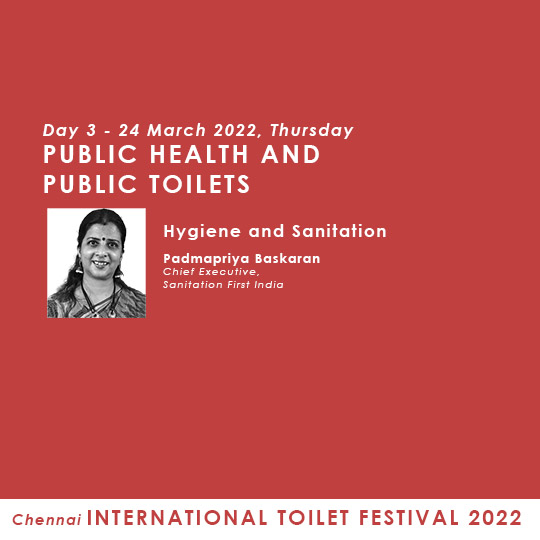 Day 3 - 24 March 2022, Thursday
PUBLIC HEALTH AND
PUBLIC TOILETS
Hygiene and Sanitation
Padmapriya Baskaran
Chief Executive,
Sanitation First India
Chennai INTERNATIONAL TOILET FESTIVAL 2022